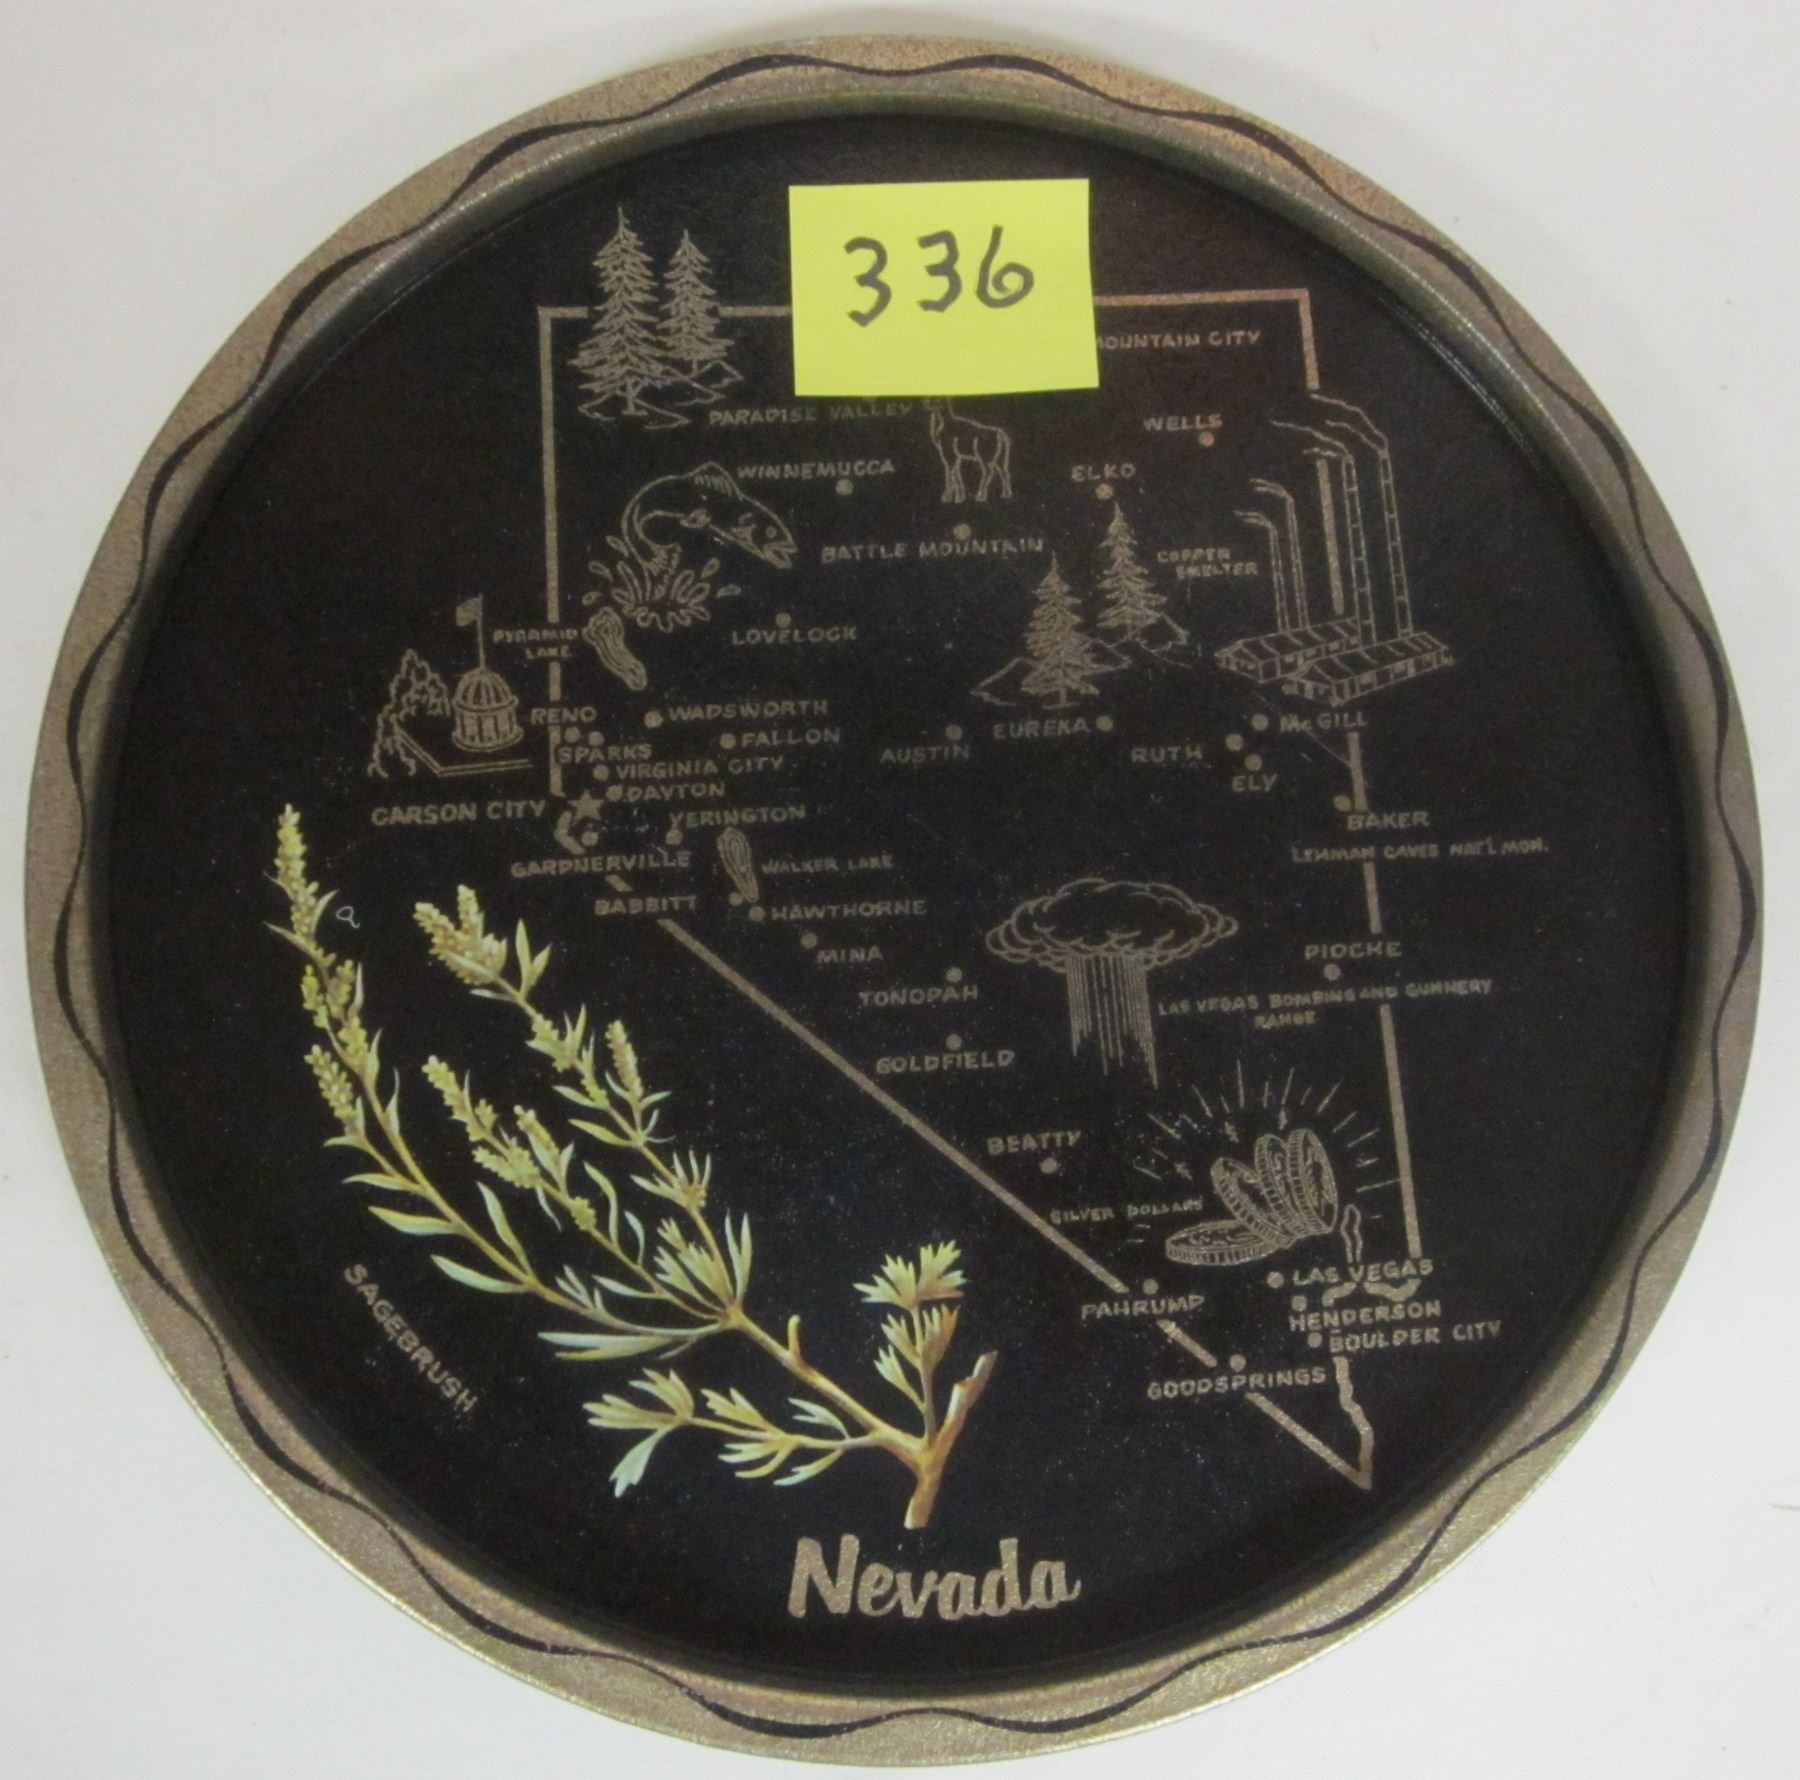 336
MOUNTAIN CITY
PARADISE VALLEY
WELLS
WINNEMUCCA
ELKO
BATTLE MOUNTAIN
COPPER
SMELTER
PYRAMID
LAKE
LOVELOCK
RENO
WADSWORTH
McGILL
SPARKS
FALLON
AUSTIN
EUREKA
RUTH
VIRGINIA CITY
ELY
DAYTON
CARSON CITY
YERINGTON
BAKER
GARDNERVILLE
WALKER LAKE
LEHMAN CAVES NAT'L MON.
BABBITT
HAWTHORNE
MINA
PIOCHE
TONOPAH
LAS VEGAS BOMBING AND GUNNERY
RANGE
GOLDFIELD
BEATTY
SILVER DOLLARS
LAS VEGAS
PAHRUMP
HENDERSON
BOULDER CITY
GOODSPRINGS
SAGEBRUSH
Nevada